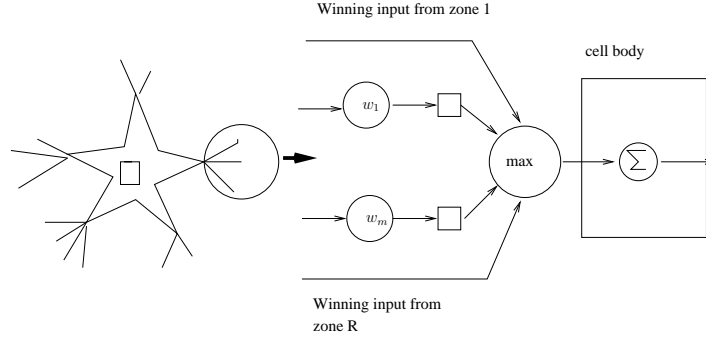 Winning input from zone 1
cell body
w₁
max
∑
wₘ
Winning input from
zone R